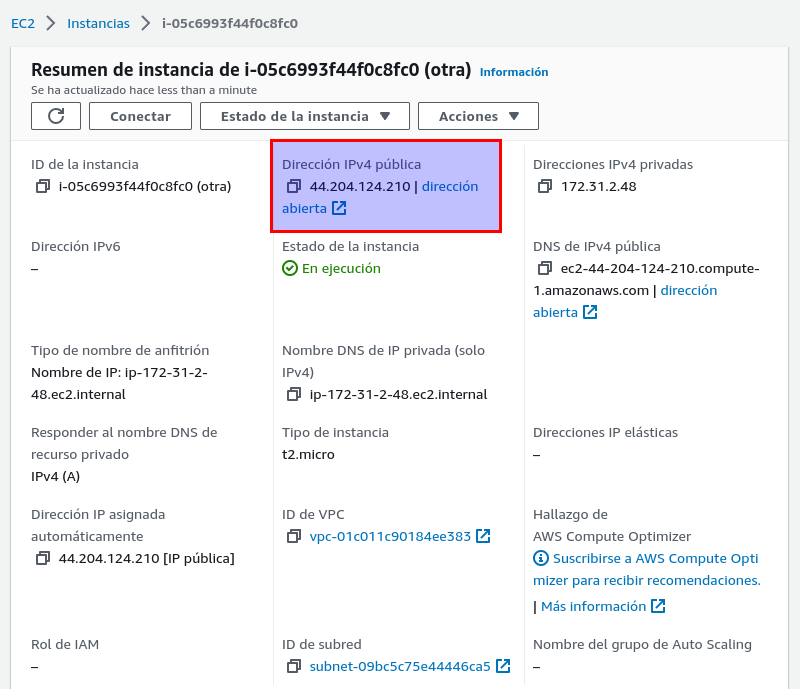 EC2 > Instancias > i-05c6993f44f0c8fc0
Resumen de instancia de i-05c6993f44f0c8fc0 (otra) Información
Se ha actualizado hace less than a minute
Conectar
Estado de la instancia
Acciones
ID de la instancia
i-05c6993f44f0c8fc0 (otra)
Dirección IPv4 pública
44.204.124.210 | dirección
abierta
Direcciones IPv4 privadas
172.31.2.48
Dirección IPv6
–
Estado de la instancia
En ejecución
DNS de IPv4 pública
ec2-44-204-124-210.compute-
1.amazonaws.com | dirección
abierta
Tipo de nombre de anfitrión
Nombre de IP: ip-172-31-2-
48.ec2.internal
Nombre DNS de IP privada (solo
IPv4)
ip-172-31-2-48.ec2.internal
Responder al nombre DNS de
recurso privado
IPv4 (A)
Tipo de instancia
t2.micro
Direcciones IP elásticas
–
Dirección IP asignada
automáticamente
44.204.124.210 [IP pública]
ID de VPC
vpc-01c011c90184ee383
Hallazgo de
AWS Compute Optimizer
Suscribirse a AWS Compute Opti
mizer para recibir recomendaciones.
| Más información
Rol de IAM
–
ID de subred
subnet-09bc5c75e44446ca5
Nombre del grupo de Auto Scaling
–